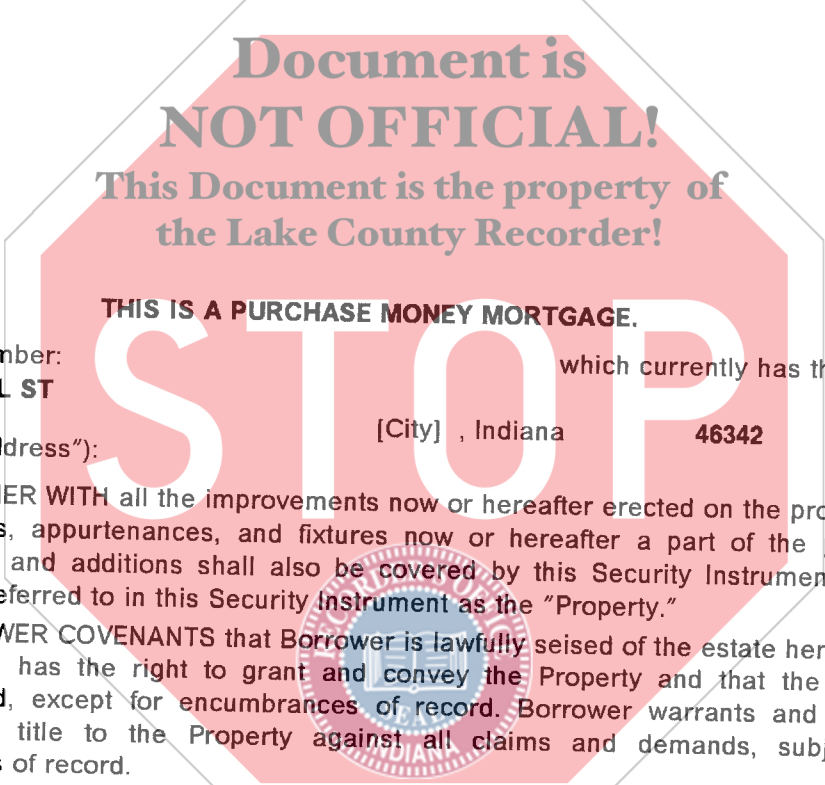 Document is
NOT OFFICIAL!
This Document is the property of
the Lake County Recorder!
THIS IS A PURCHASE MONEY MORTGAGE.
mber:
which currently has th
L ST
[City] , Indiana 46342
dress"):
ER WITH all the improvements now or hereafter erected on the pro
s, appurtenances, and fixtures now or hereafter a part of the
and additions shall also be covered by this Security Instrumen
eferred to in this Security Instrument as the "Property."
WER COVENANTS that Borrower is lawfully seised of the estate her
has the right to grant and convey the Property and that the
d, except for encumbrances of record. Borrower warrants and
title to the Property against all claims and demands, subj
s of record.
STOP
SEAL
INDIANA